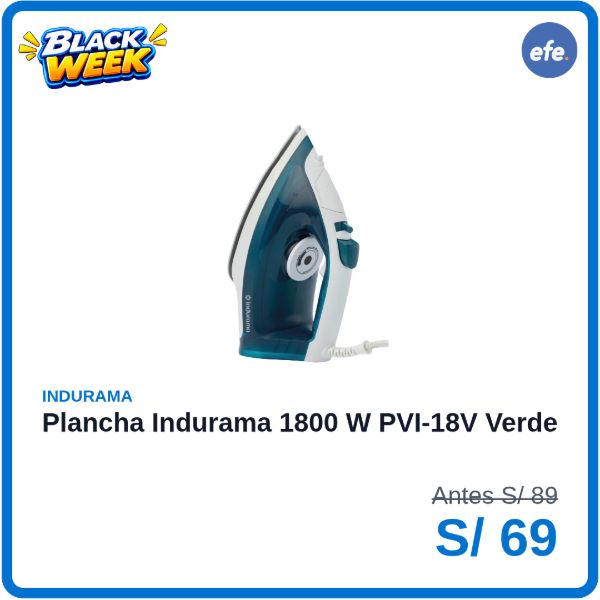 BLACK
WEEK
efe.
Indurama
INDURAMA
Plancha Indurama 1800 W PVI-18V Verde
Antes S/ 89
S/ 69